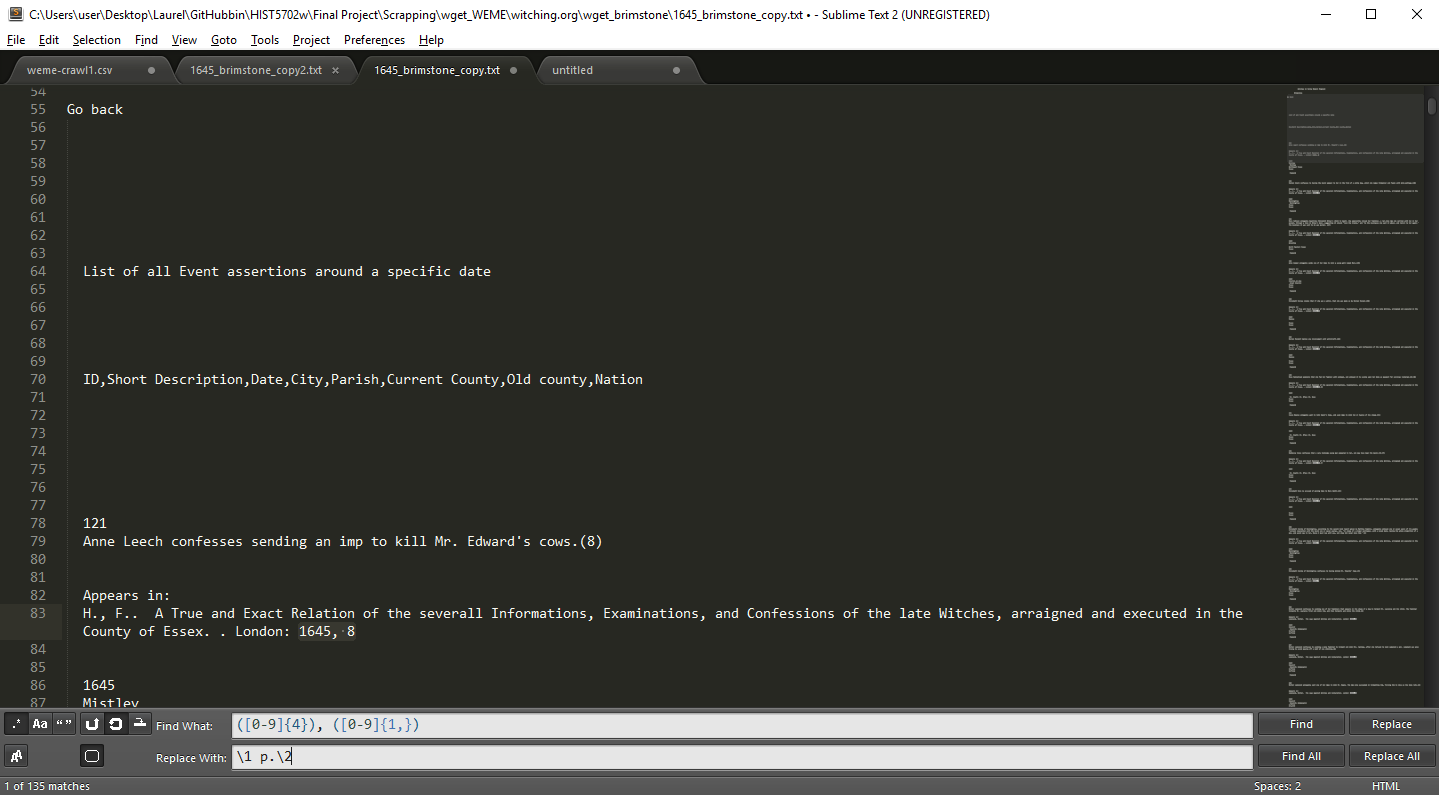 C:\Users\user\Desktop\Laurel\GitHubbin\HIST5702w\Final Project\Scrapping\wget_WEME\witching.org\wget_brimstone\1645_brimstone_copy.txt • - Sublime Text 2 (UNREGISTERED)
File Edit Selection Find View Goto Tools Project Preferences Help
weme-crawl1.csv 1645_brimstone_copy2.txt × 1645_brimstone_copy.txt untitled
54
55 Go back
56
57
58
59
60
61
62
63
64 List of all Event assertions around a specific date
65
66
67
68
69
70 ID,Short Description,Date,City,Parish,Current County,Old county,Nation
71
72
73
74
75
76
77
78 121
79 Anne Leech confesses sending an imp to kill Mr. Edward's cows.(8)
80
81
82 Appears in:
83 H., F..  A True and Exact Relation of the severall Informations, Examinations, and Confessions of the late Witches, arraigned and executed in the
County of Essex. . London: 1645, 8
84
85
86 1645
87 Mistley
.* Aa “ ” Find What: ([0-9]{4}), ([0-9]{1,}) Find Replace
Replace With: \1 p.\2 Find All Replace All
1 of 135 matches Spaces: 2 HTML